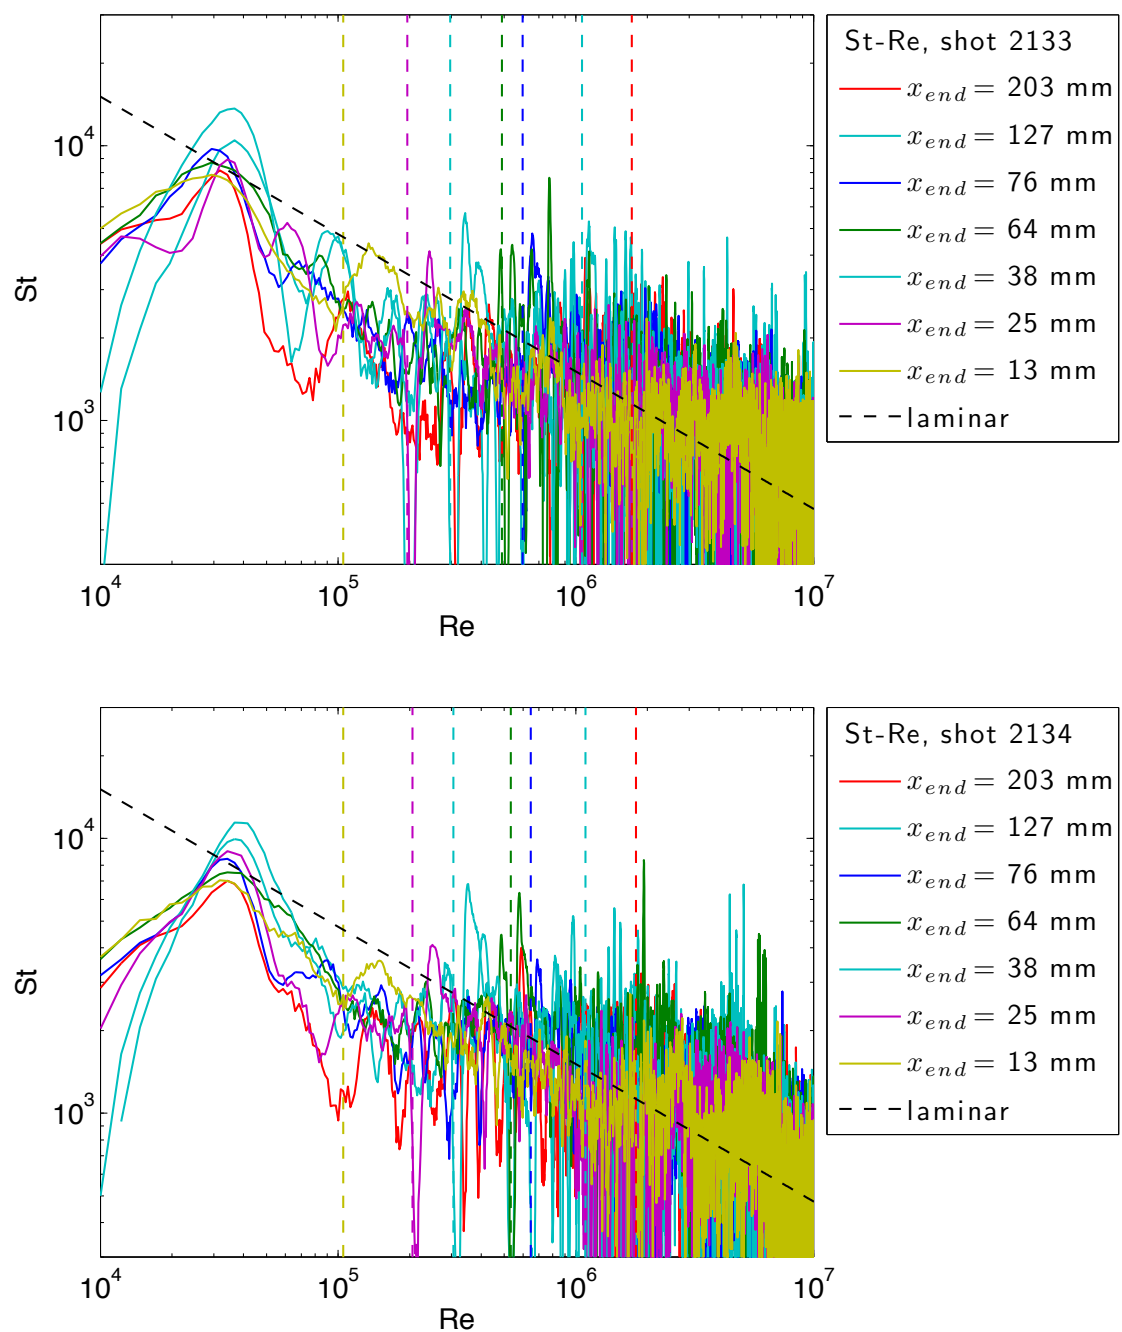 St-Re, shot 2133
x_end = 203 mm
x_end = 127 mm
x_end = 76 mm
x_end = 64 mm
x_end = 38 mm
x_end = 25 mm
x_end = 13 mm
laminar
10^4
10^3
St
10^4 10^5 10^6 10^7
Re
St-Re, shot 2134
x_end = 203 mm
x_end = 127 mm
x_end = 76 mm
x_end = 64 mm
x_end = 38 mm
x_end = 25 mm
x_end = 13 mm
laminar
10^4
10^3
St
10^4 10^5 10^6 10^7
Re